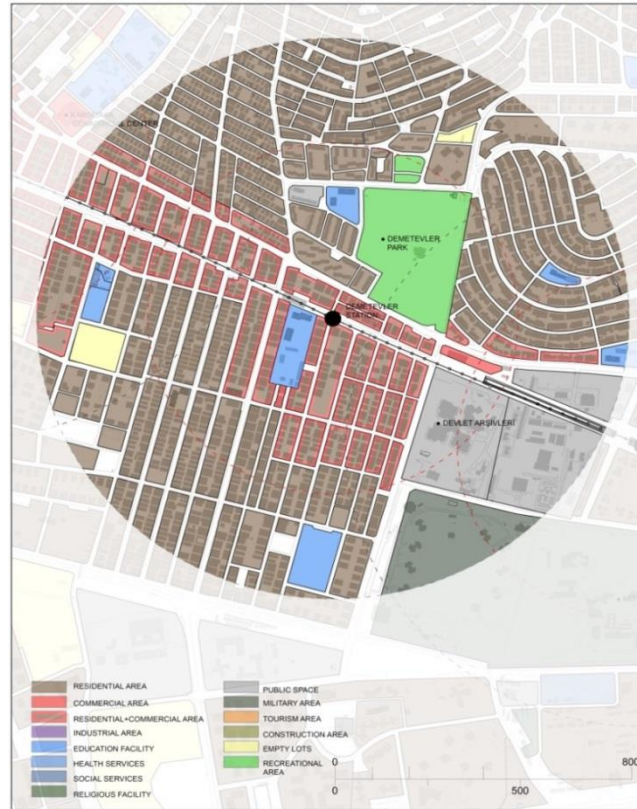 CENTER
DEMETEVLER
PARK
DEMETEVLER
STATION
DEVLET ARŞİVLERİ
RESIDENTIAL AREA
COMMERCIAL AREA
RESIDENTIAL+COMMERCIAL AREA
INDUSTRIAL AREA
EDUCATION FACILITY
HEALTH SERVICES
SOCIAL SERVICES
RELIGIOUS FACILITY
PUBLIC SPACE
MILITARY AREA
TOURISM AREA
CONSTRUCTION AREA
EMPTY LOTS
RECREATIONAL
AREA
0 800
0 500